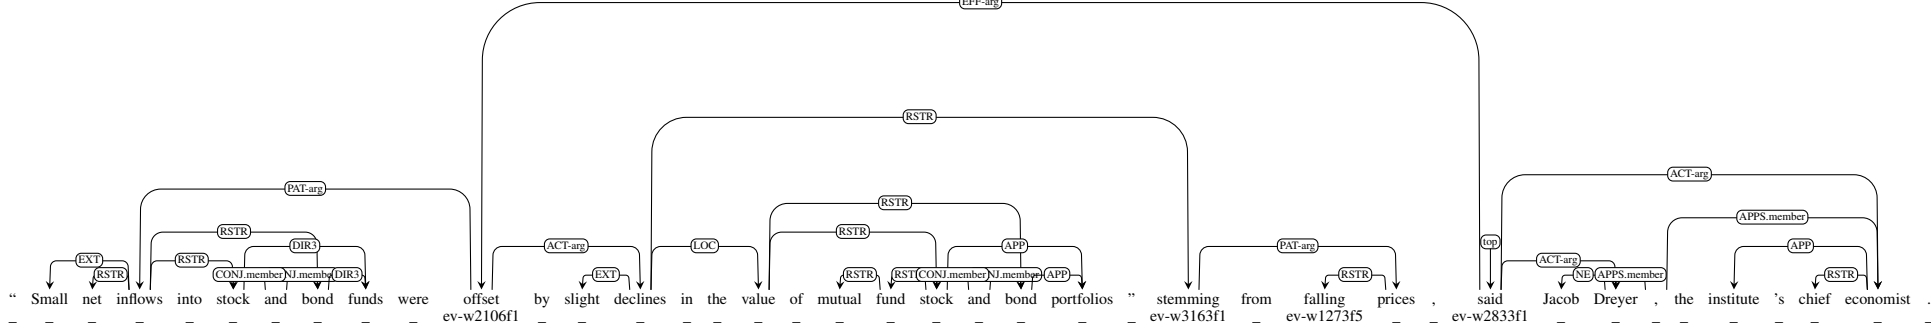 EFF-arg
RSTR
ACT-arg
PAT-arg
RSTR
APPS.member
RSTR
RSTR
top
DIR3
ACT-arg
LOC
APP
PAT-arg
APP
EXT
RSTR
ACT-arg
RSTR
CONJ.member
DIR3
EXT
RSTR
CONJ.member
APP
RSTR
NE
APPS.member
RSTR
“ Small net inflows into stock and bond funds were offset by slight declines in the value of mutual fund stock and bond portfolios ” stemming from falling prices , said Jacob Dreyer , the institute ’s chief economist .
ev-w2106f1 ev-w3163f1 ev-w1273f5 ev-w2833f1